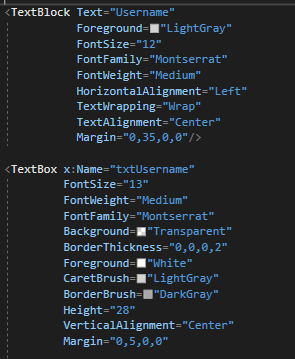 <TextBlock Text="Username"
Foreground="LightGray"
FontSize="12"
FontFamily="Montserrat"
FontWeight="Medium"
HorizontalAlignment="Left"
TextWrapping="Wrap"
TextAlignment="Center"
Margin="0,35,0,0"/>
<TextBox x:Name="txtUsername"
FontSize="13"
FontWeight="Medium"
FontFamily="Montserrat"
Background="Transparent"
BorderThickness="0,0,0,2"
Foreground="White"
CaretBrush="LightGray"
BorderBrush="DarkGray"
Height="28"
VerticalAlignment="Center"
Margin="0,5,0,0"